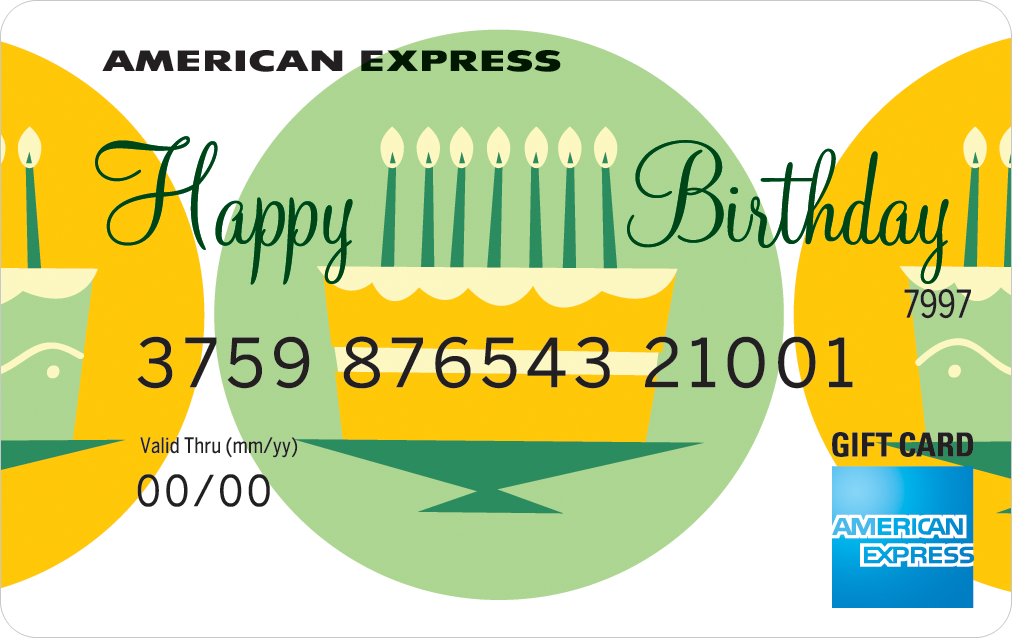 AMERICAN EXPRESS
Happy Birthday
7997
3759 876543 21001
Valid Thru (mm/yy)
00/00
GIFT CARD
AMERICAN
EXPRESS